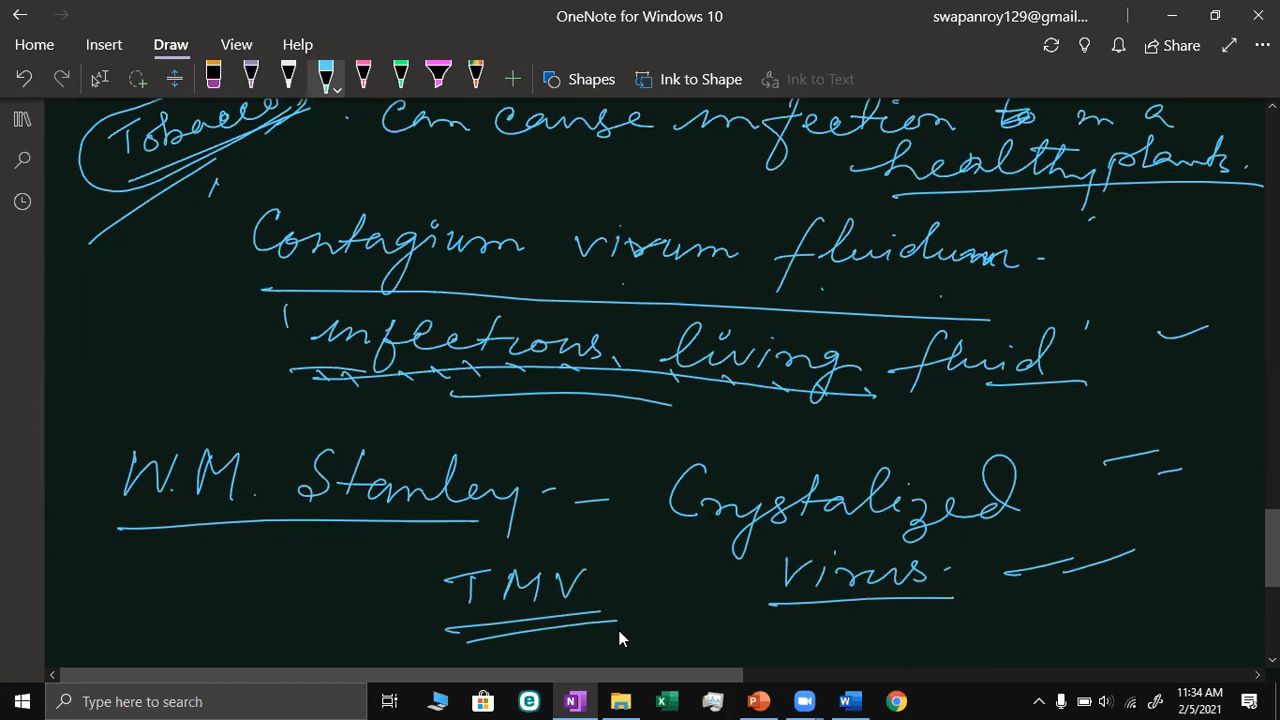 OneNote for Windows 10
swapanroy129@gmail...
Home Insert Draw View Help
Share
Shapes Ink to Shape Ink to Text
Tobacco. Can cause infection to in a
healthy plants.
Contagium virum fluidum -
'infections living fluid'
W.M. Stanley - - Crystalized
TMV virus -
Type here to search
11:34 AM
2/5/2021